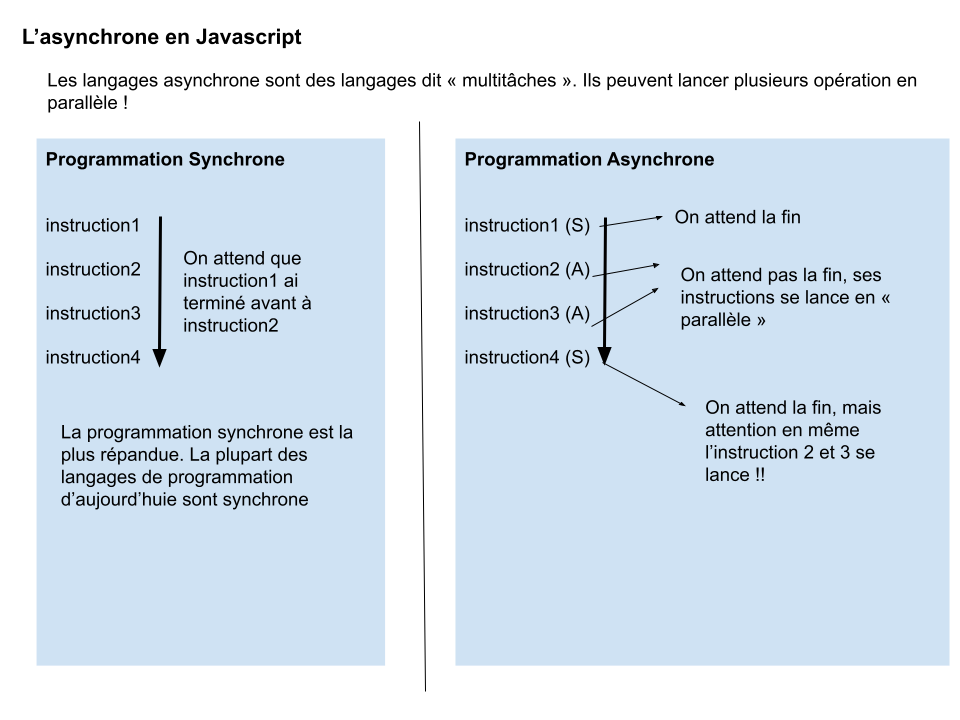 L’asynchrone en Javascript
Les langages asynchrone sont des langages dit « multitâches ». Ils peuvent lancer plusieurs opération en
parallèle !
Programmation Synchrone
instruction1
instruction2
instruction3
instruction4
On attend que
instruction1 ai
terminé avant à
instruction2
La programmation synchrone est la
plus répandue. La plupart des
langages de programmation
d’aujourd’huie sont synchrone
Programmation Asynchrone
instruction1 (S)
instruction2 (A)
instruction3 (A)
instruction4 (S)
On attend la fin
On attend pas la fin, ses
instructions se lance en «
parallèle »
On attend la fin, mais
attention en même
l’instruction 2 et 3 se
lance !!